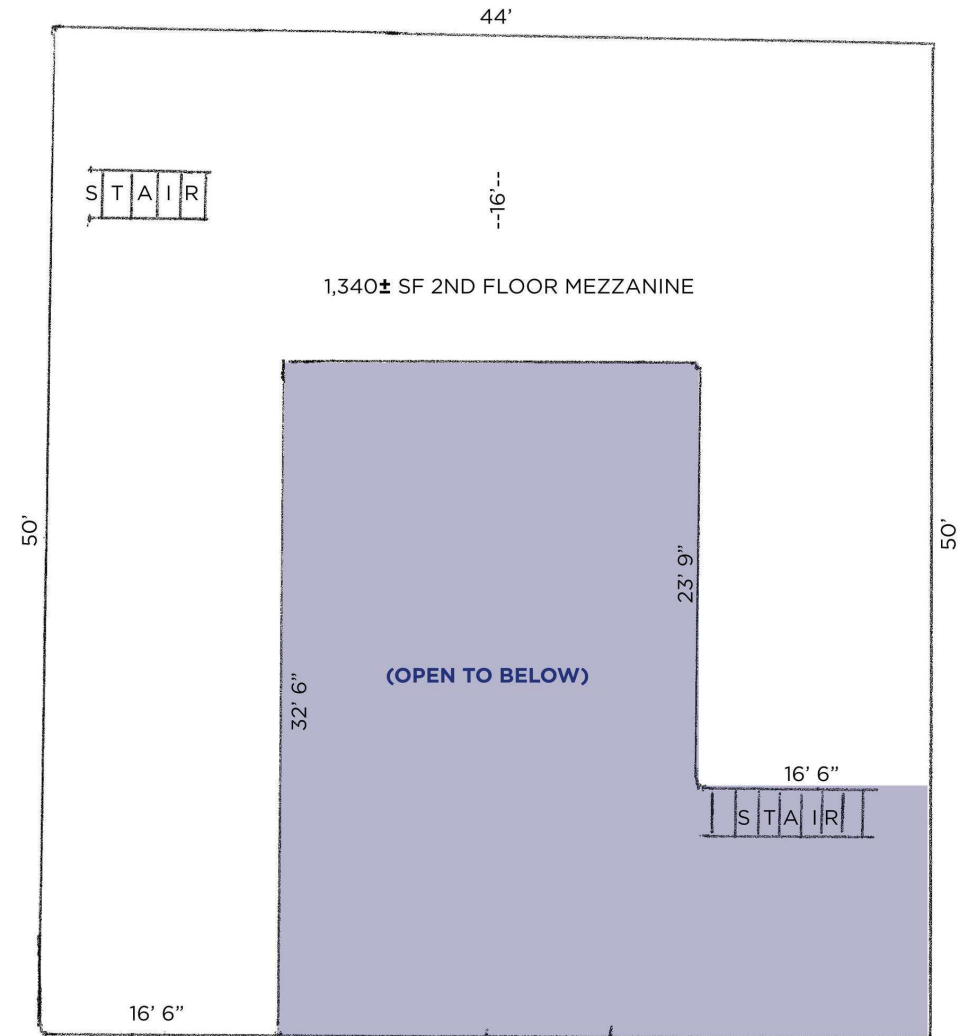 44’
STAIR
--16’--
1,340± SF 2ND FLOOR MEZZANINE
50’
50’
23’ 9”
(OPEN TO BELOW)
32’ 6”
16’ 6”
STAIR
16’ 6”